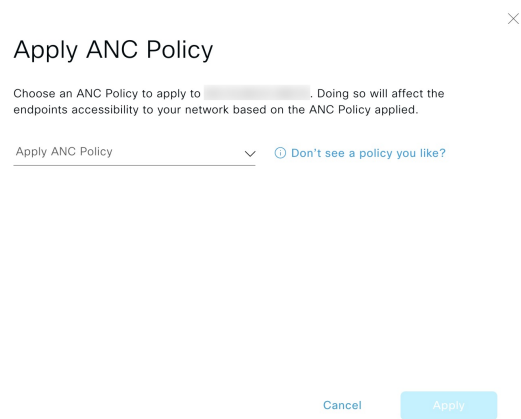 Apply ANC Policy
Choose an ANC Policy to apply to . Doing so will affect the
endpoints accessibility to your network based on the ANC Policy applied.
Apply ANC Policy
Don't see a policy you like?
Cancel
Apply